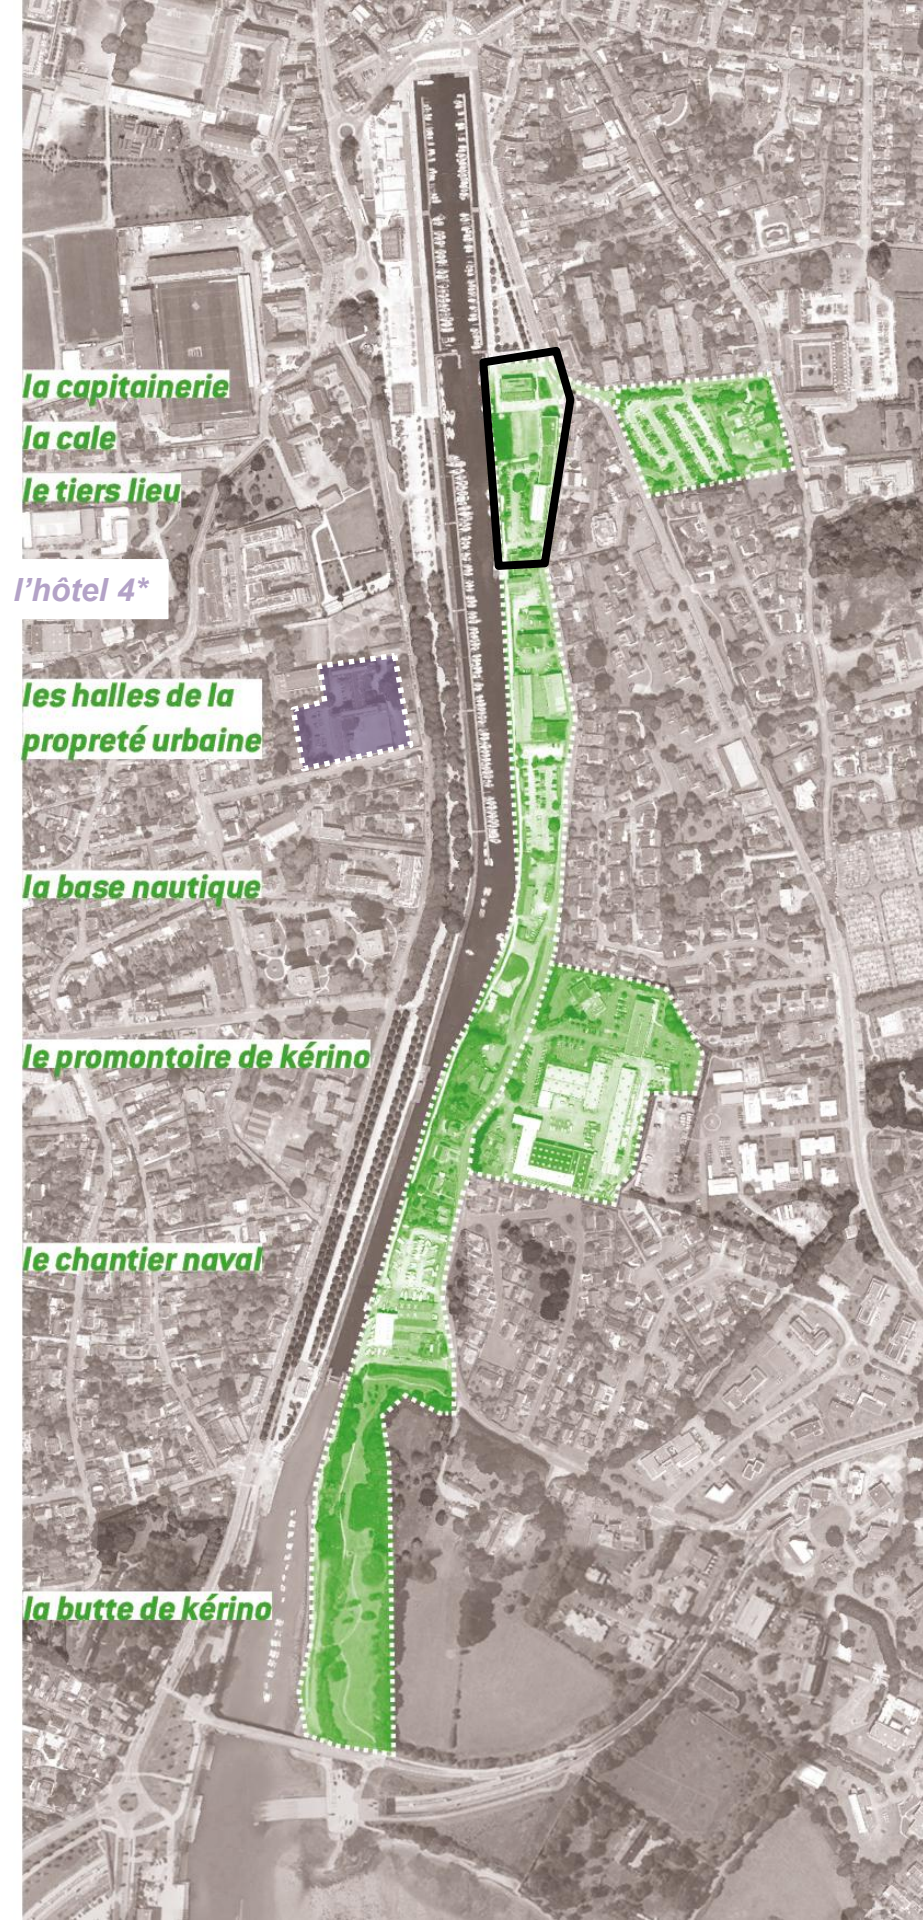 la capitainerie
la cale
le tiers lieu
l'hôtel 4*
les halles de la
propreté urbaine
la base nautique
le promontoire de kérino
le chantier naval
la butte de kérino